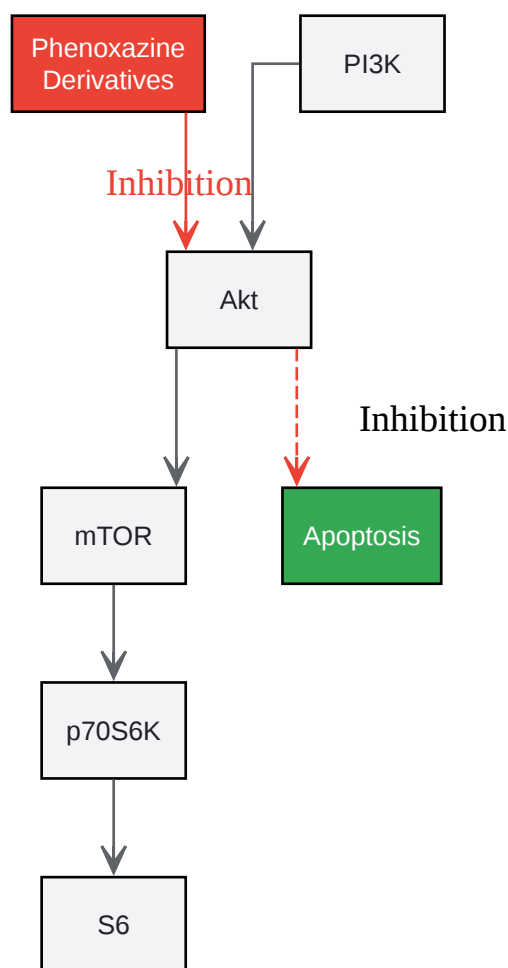 Phenoxazine
Derivatives
PI3K
Inhibition
Akt
Inhibition
mTOR
Apoptosis
p70S6K
S6